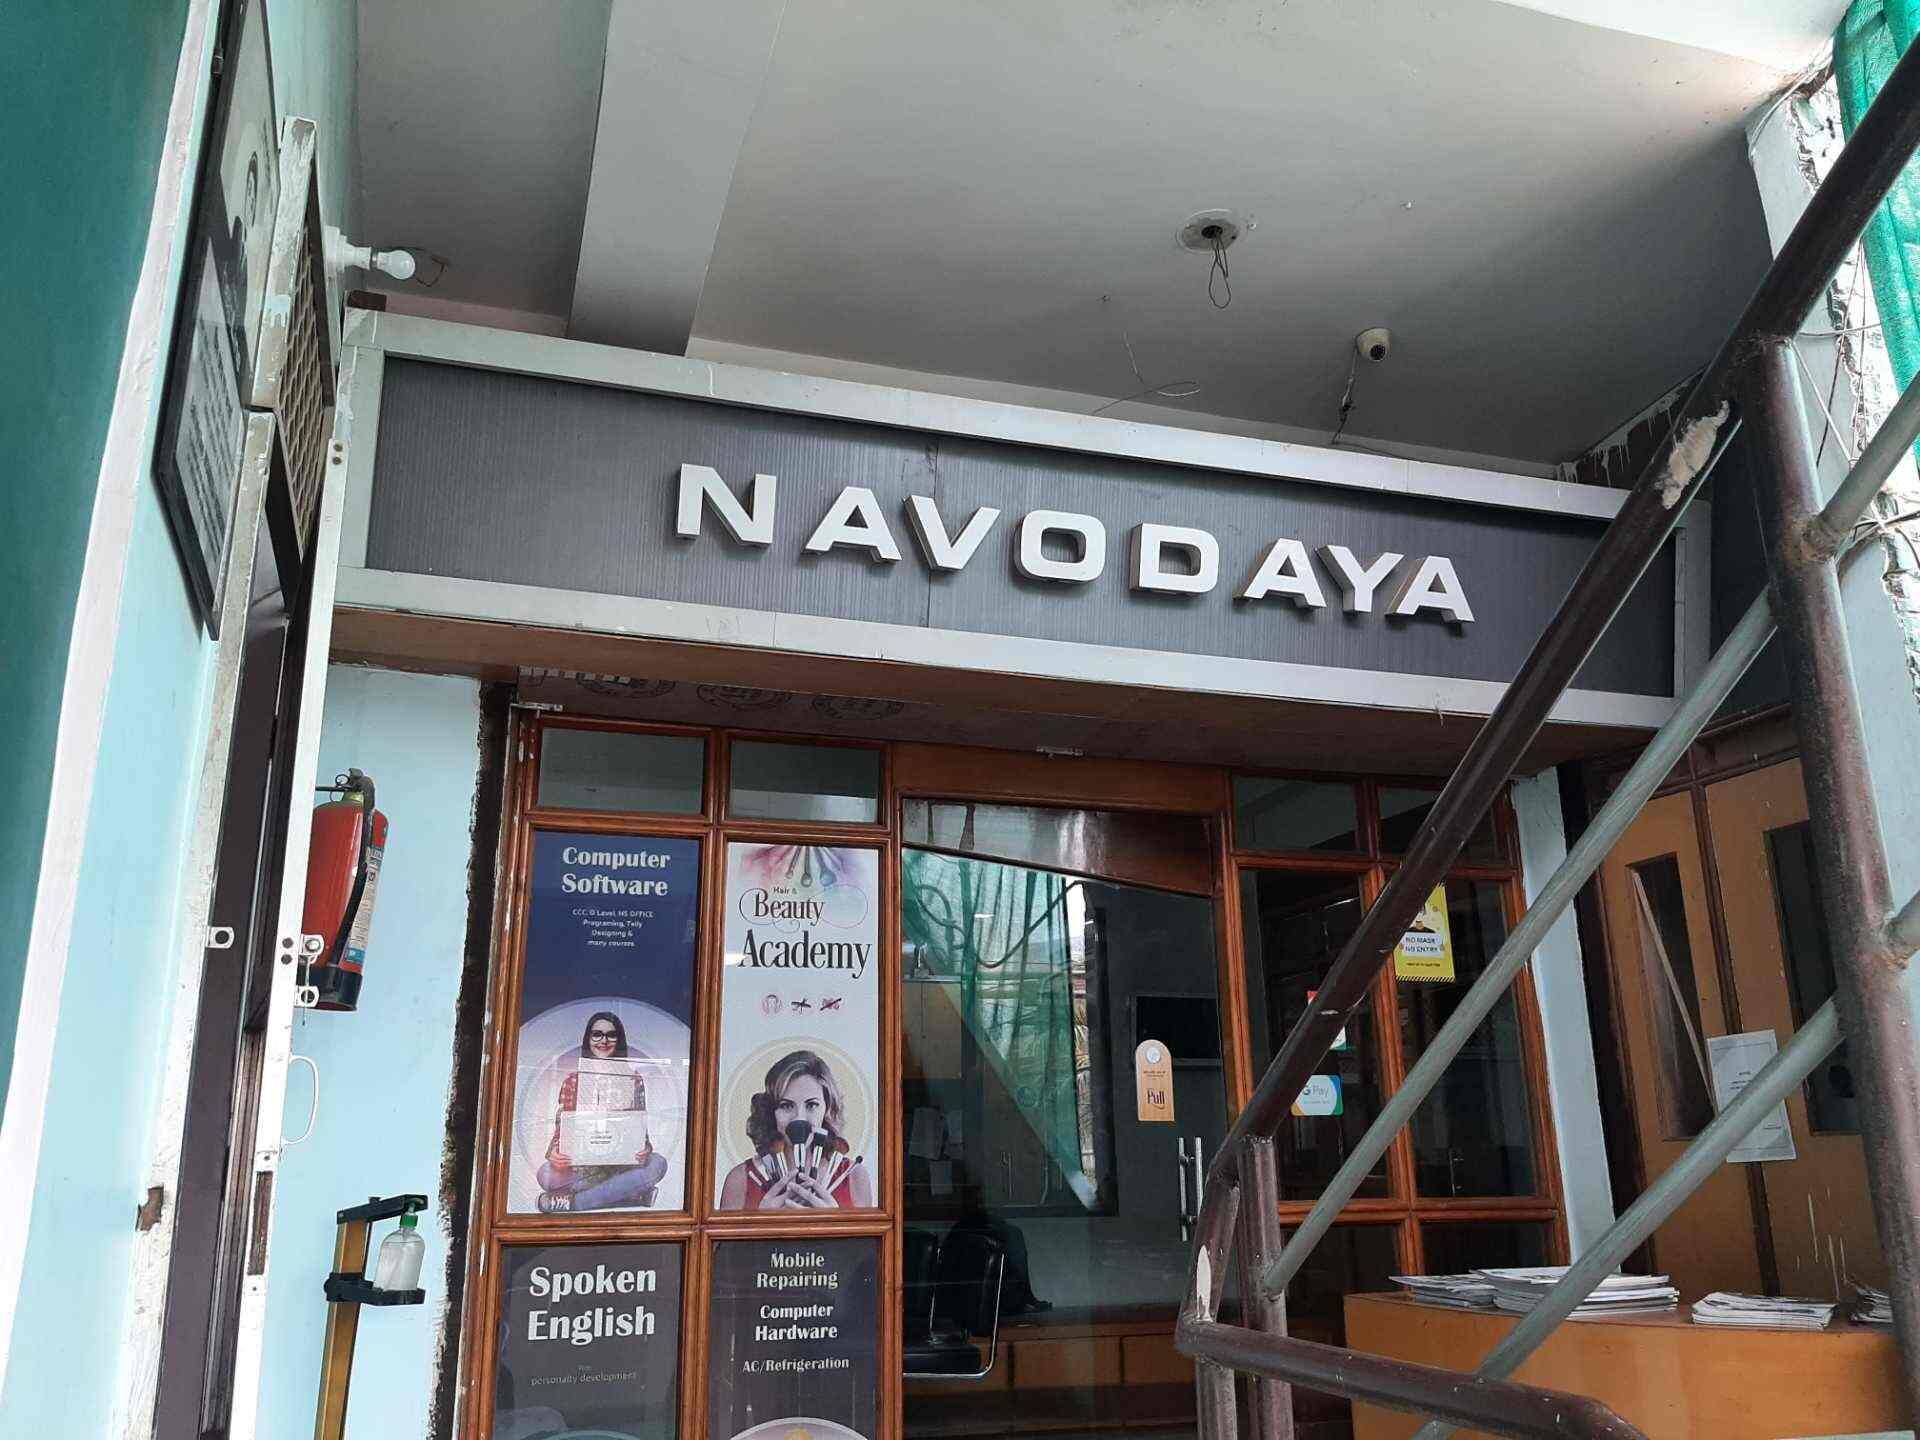 NAVODAYA
Computer
Software
CCC, O Level, MS OFFICE
Programing, Tally
Designing &
many courses
Hair &
Beauty
Academy
NO MASK
NO ENTRY
G Pay
Pull
Spoken
English
personalty development
Mobile
Repairing
Computer
Hardware
AC/Refrigeration